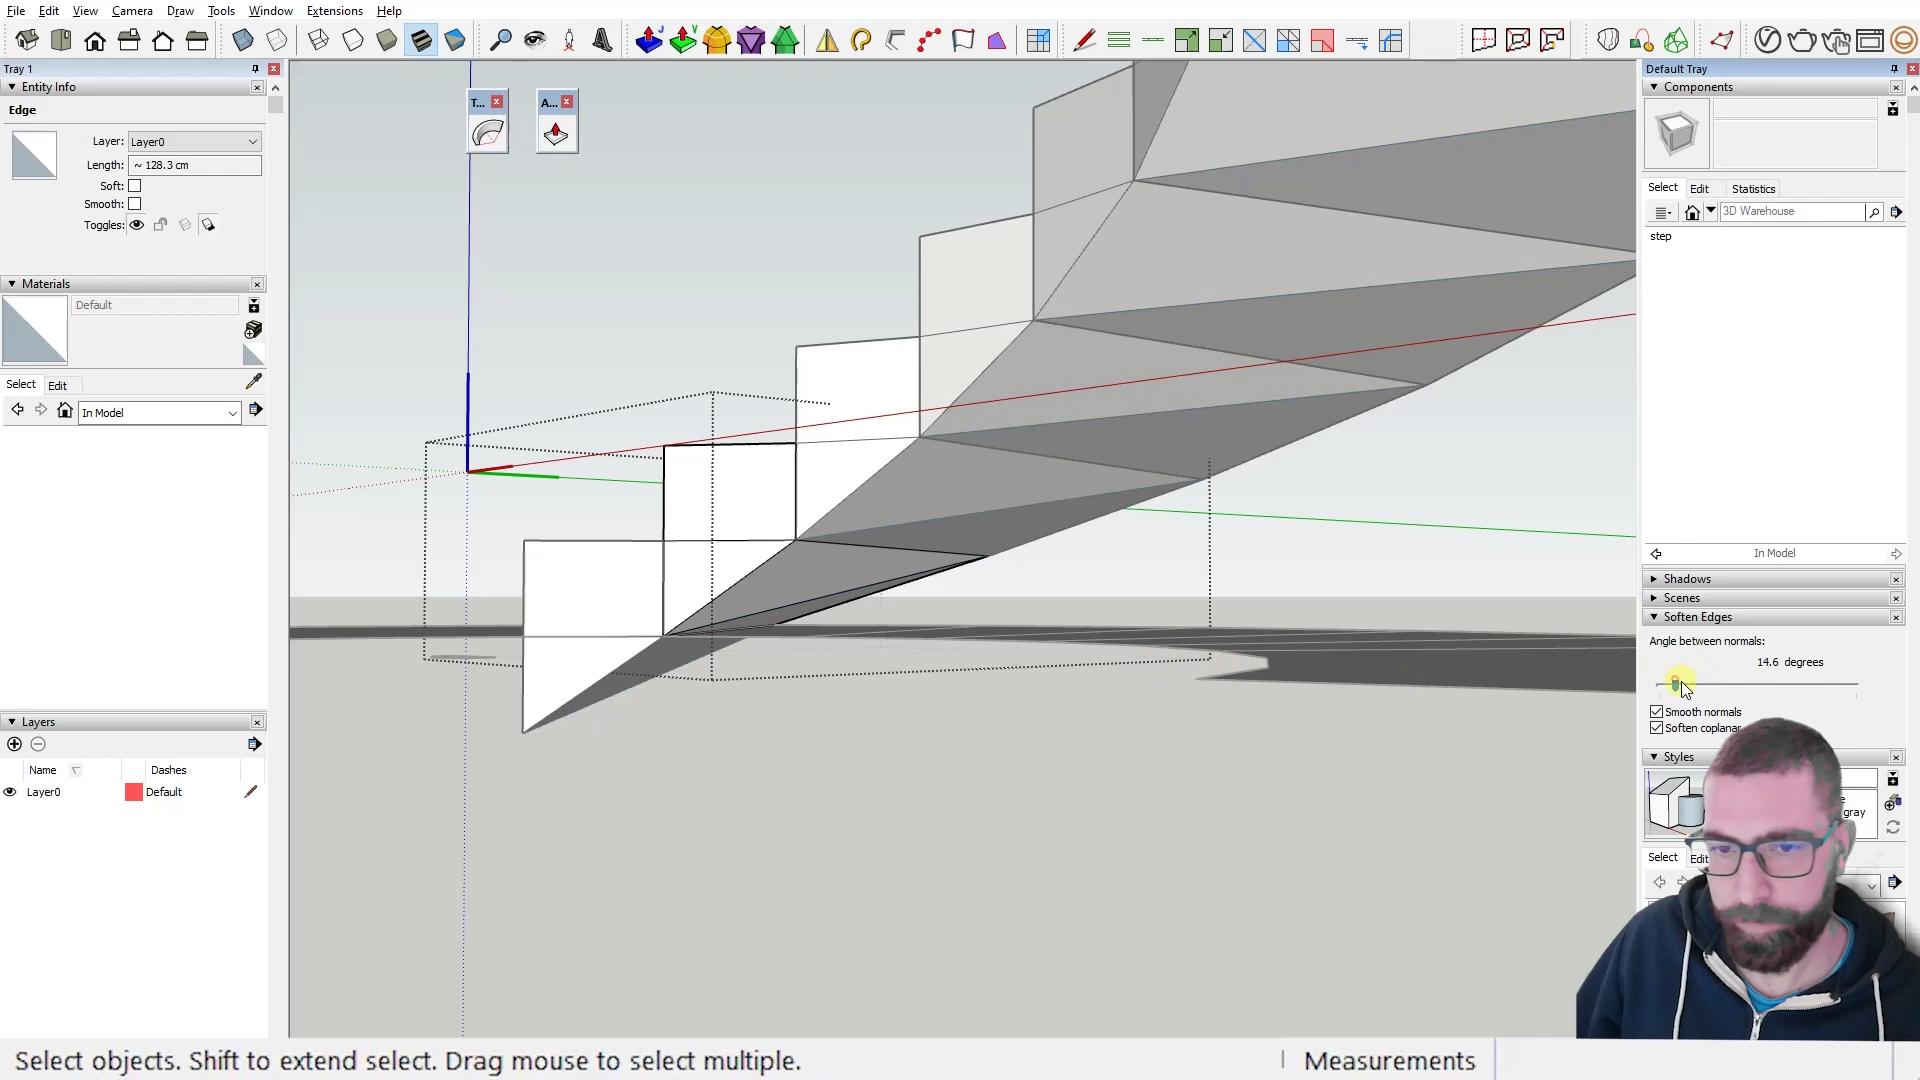 File Edit View Camera Draw Tools Window Extensions Help
Tray 1
Entity Info
Edge
Layer: Layer0
Length: ~ 128.3 cm
Soft:
Smooth:
Toggles:
Materials
Default
Select Edit
In Model
Layers
Name Dashes
Layer0 Default
T...
A...
Default Tray
Components
Select Edit Statistics
3D Warehouse
step
In Model
Shadows
Scenes
Soften Edges
Angle between normals:
14.6 degrees
Smooth normals
Soften coplanar
Styles
gray
Select Edit
Select objects. Shift to extend select. Drag mouse to select multiple.
Measurements